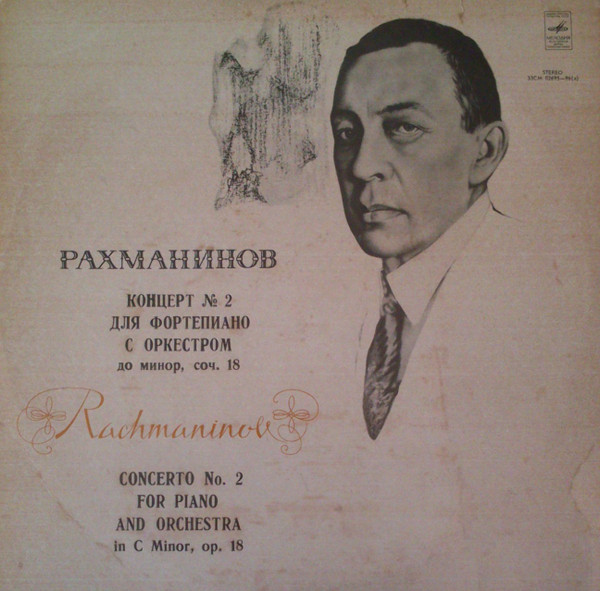 МЕЛОДИЯ
STEREO
РАХМАНИНОВ
КОНЦЕРТ № 2
ДЛЯ ФОРТЕПИАНО
С ОРКЕСТРОМ
до минор, соч. 18
Rachmaninov
CONCERTO No. 2
FOR PIANO
AND ORCHESTRA
in C Minor, op. 18